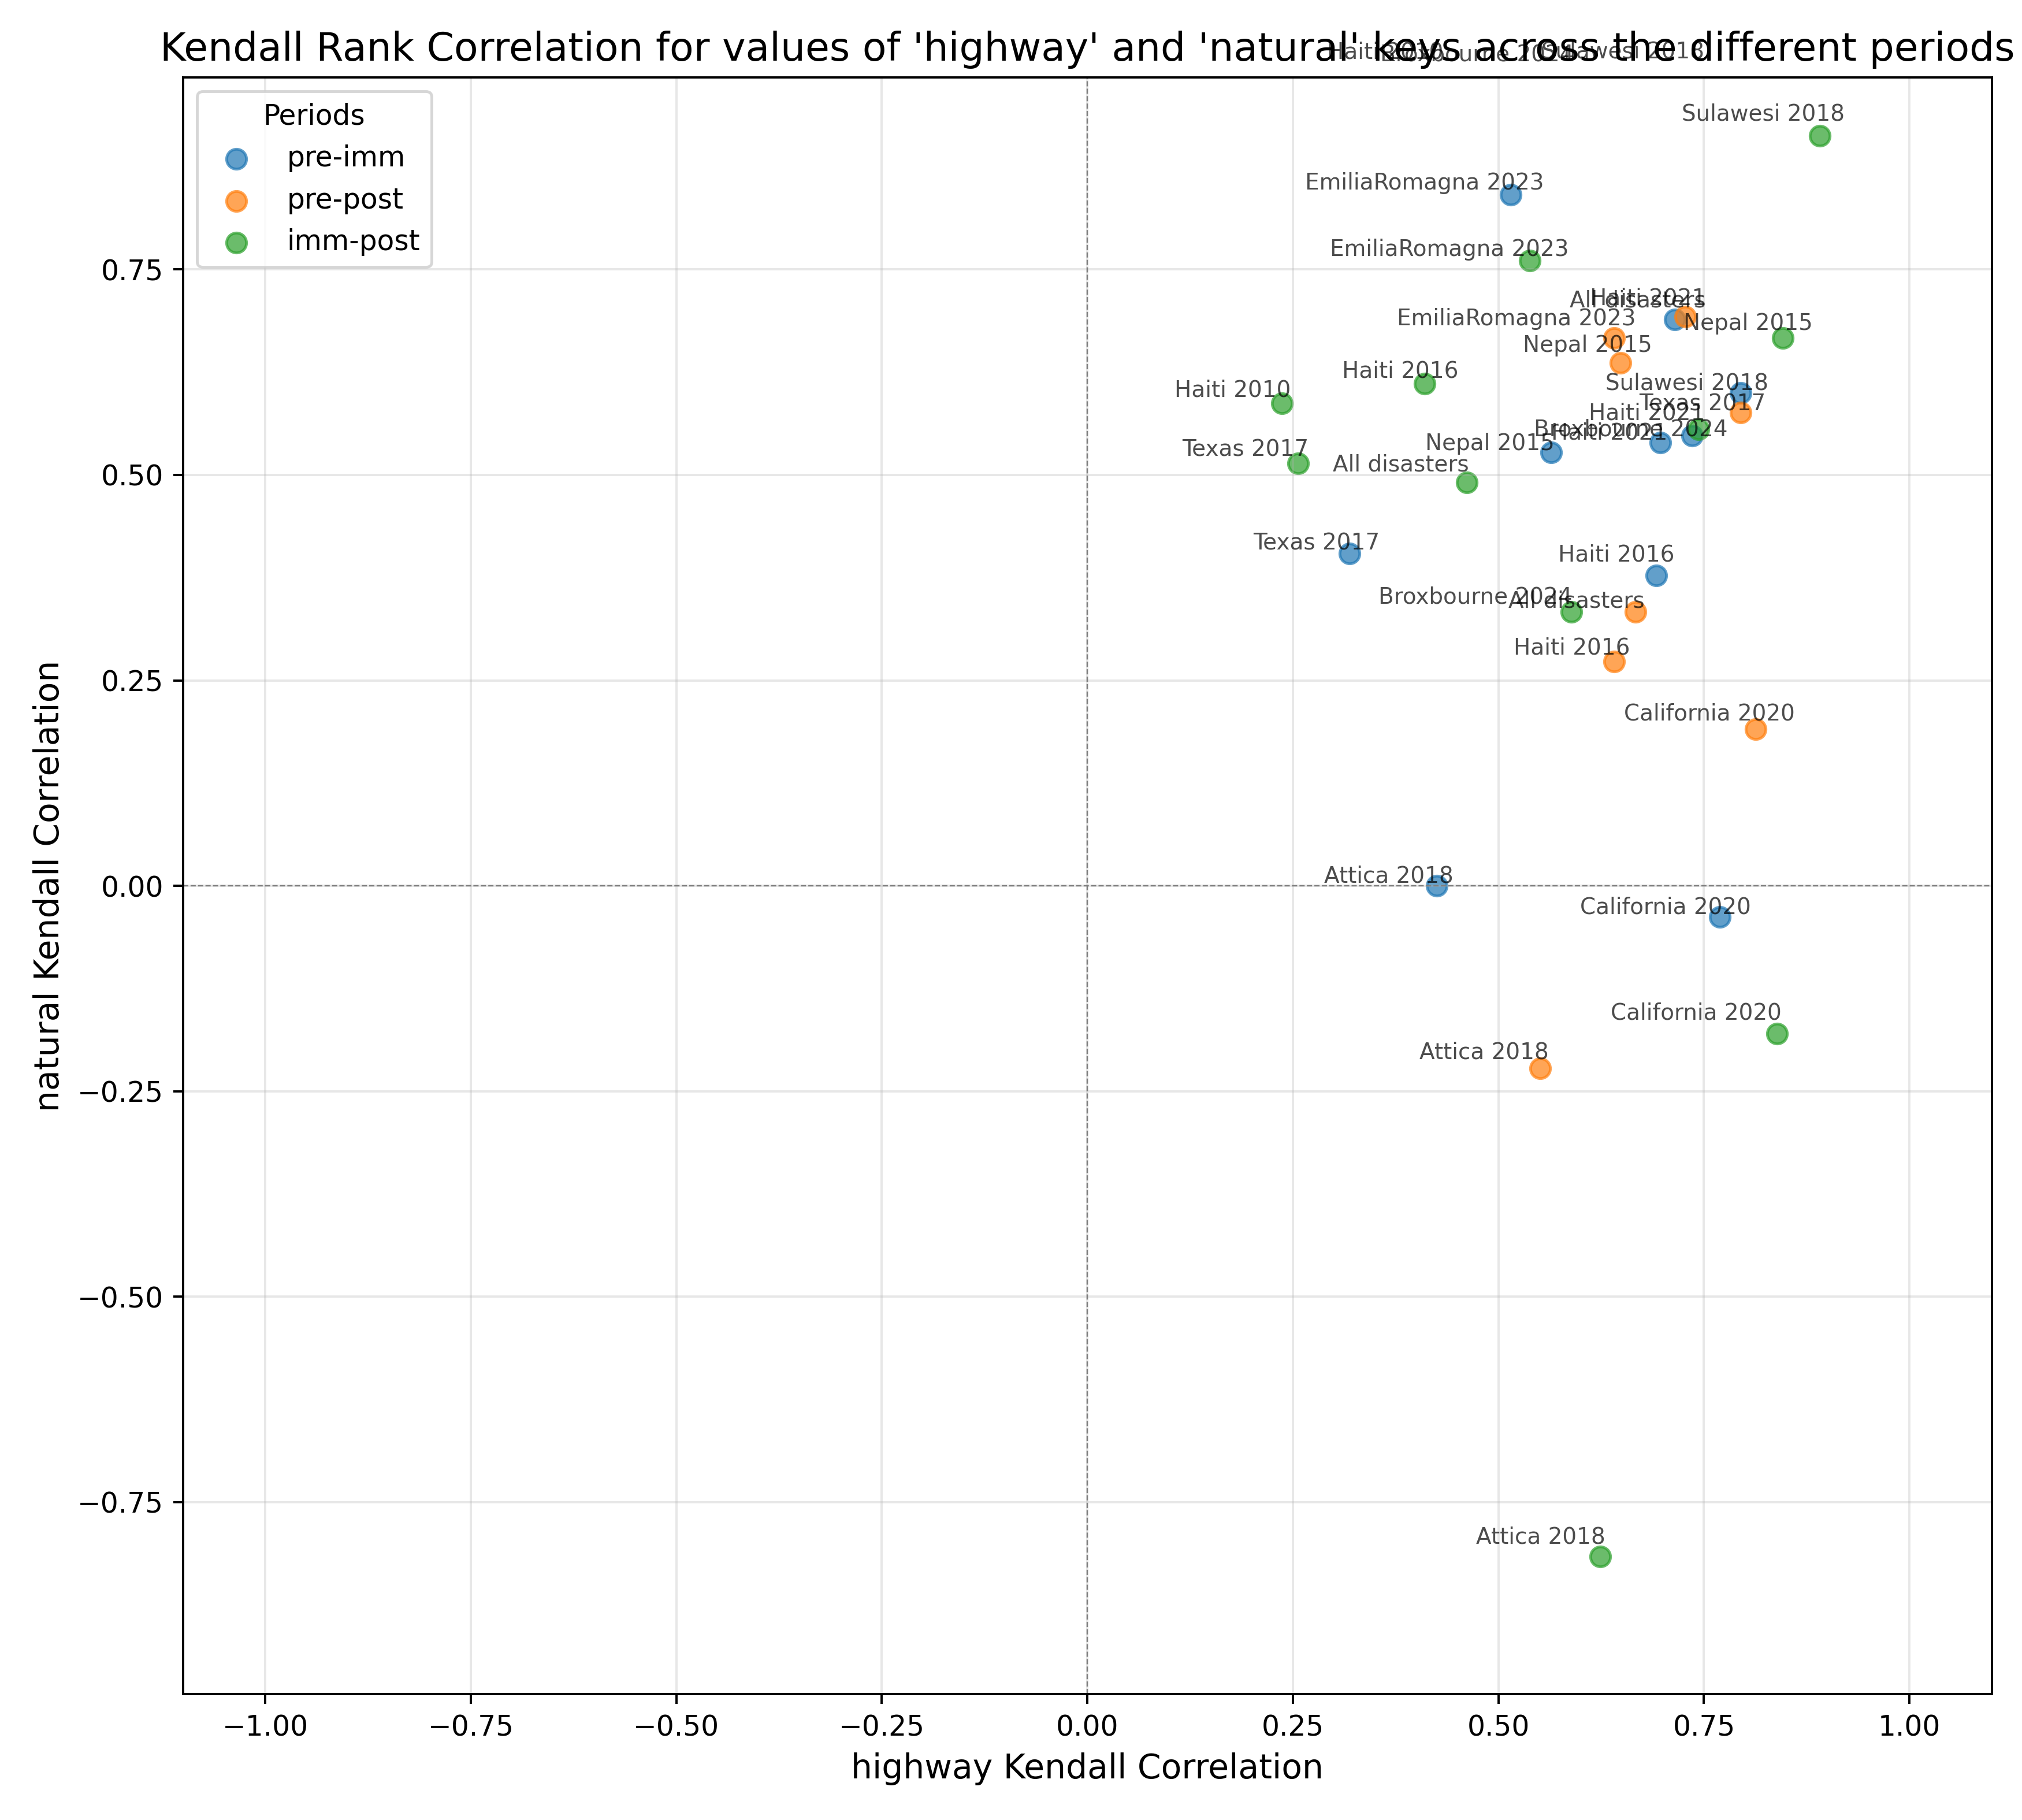 Kendall Rank Correlation for values of 'highway' and 'natural' keys across the different periods
Sulawesi 2018
Periods
pre-imm
pre-post
imm-post
Sulawesi 2018
EmiliaRomagna 2023
EmiliaRomagna 2023
Haiti 2021
All disasters
EmiliaRomagna 2023
Nepal 2015
Nepal 2015
Haiti 2016
Haiti 2010
Sulawesi 2018
Texas 2017
Haiti 2021
Broxbourne 2024
Haiti 2021
Nepal 2015
Texas 2017
All disasters
Texas 2017
Haiti 2016
Broxbourne 2024
All disasters
Haiti 2016
California 2020
Attica 2018
California 2020
California 2020
Attica 2018
Attica 2018
0.75
0.50
0.25
0.00
−0.25
−0.50
−0.75
natural Kendall Correlation
−1.00
−0.75
−0.50
−0.25
0.00
0.25
0.50
0.75
1.00
highway Kendall Correlation